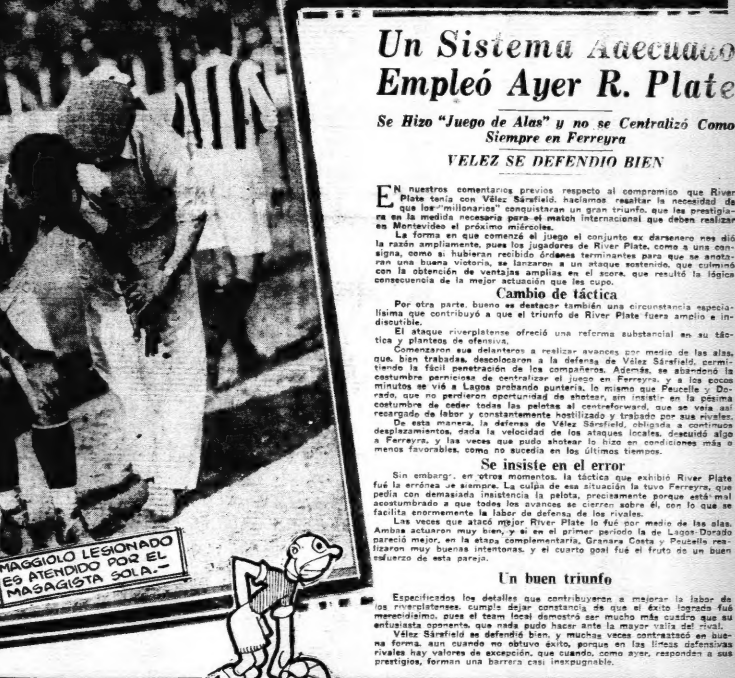 Un Sistema Adecuado
Empleó Ayer R. Plate
Se Hizo "Juego de Alas" y no se Centralizó Como
Siempre en Ferreyra
VELEZ SE DEFENDIO BIEN
EN nuestros comentarios previos respecto al compromiso que River
Plate tenía con Vélez Sársfield, hacíamos resaltar la necesidad de
que los "millonarios" conquistaran un gran triunfo, que les prestigia-
ra en la medida necesaria para el match internacional que deben realizar
en Montevideo el próximo miércoles.
La forma en que comenzó el juego el conjunto ex darsenero nos dió
la razón ampliamente, pues los jugadores de River Plate, como a una con-
signa, como si hubieran recibido órdenes terminantes para que se anota-
ran una buena victoria, se lanzaron a un ataque sostenido, que culminó
con la obtención de ventajas amplias en el score, que resultó la lógica
consecuencia de la mejor actuación que les cupo.
Cambio de táctica
Por otra parte, bueno es destacar también una circunstancia especia-
lísima que contribuyó a que el triunfo de River Plate fuera amplio e in-
discutible.
El ataque riverplatense ofreció una reforma substancial en su tác-
tica y planteos de ofensiva.
Comenzaron sus delanteros a realizar avances por medio de las alas,
que, bien trabadas, descolocaron a la defensa de Vélez Sársfield, permi-
tiendo la fácil penetración de los compañeros. Además, se abandonó la
costumbre perniciosa de centralizar el juego en Ferreyra, y a los pocos
minutos se vió a Lagos probando puntería, lo mismo que Peucelle y Do-
rado, que no perdieron oportunidad de shotear, sin insistir en la pésima
costumbre de ceder todas las pelotas al centreforward, que se veía así
recargado de labor y constantemente hostilizado y trabado por sus rivales.
De esta manera, la defensa de Vélez Sársfield, obligada a continuos
desplazamientos, dada la velocidad de los ataques locales, descuidó algo
a Ferreyra, y las veces que pudo shotear lo hizo en condiciones más o
menos favorables, como no sucedía en los últimos tiempos.
Se insiste en el error
Sin embargo, en otros momentos, la táctica que exhibió River Plate
fué la errónea de siempre. La culpa de esa situación la tuvo Ferreyra, que
pedía con demasiada insistencia la pelota, precisamente porque está mal
acostumbrado a que todos los avances se cierren sobre él, con lo que se
facilita enormemente la labor de defensa de los rivales.
Las veces que atacó mejor River Plate lo fué por medio de las alas.
Ambas actuaron muy bien, y si en el primer período la de Lagos-Dorado
pareció mejor, en la etapa complementaria, Granara Costa y Peucelle rea-
lizaron muy buenas intentonas, y el cuarto goal fué el fruto de un buen
esfuerzo de esta pareja.
Un buen triunfo
Especificados los detalles que contribuyeron a mejorar la labor de
los riverplatenses, cumple dejar constancia de que el éxito logrado fué
merecidísimo, pues el team local demostró ser mucho más cuadro que su
entusiasta oponente, que nada pudo hacer ante la mayor valía del rival.
Vélez Sársfield se defendió bien, y muchas veces contraatacó en bue-
na forma, aun cuando no obtuvo éxito, porque en las líneas defensivas
rivales hay valores de excepción, que cuando, como ayer, responden a sus
prestigios, forman una barrera casi inexpugnable.
MAGGIOLO LESIONADO
ES ATENDIDO POR EL
MASAGISTA SOLA.-